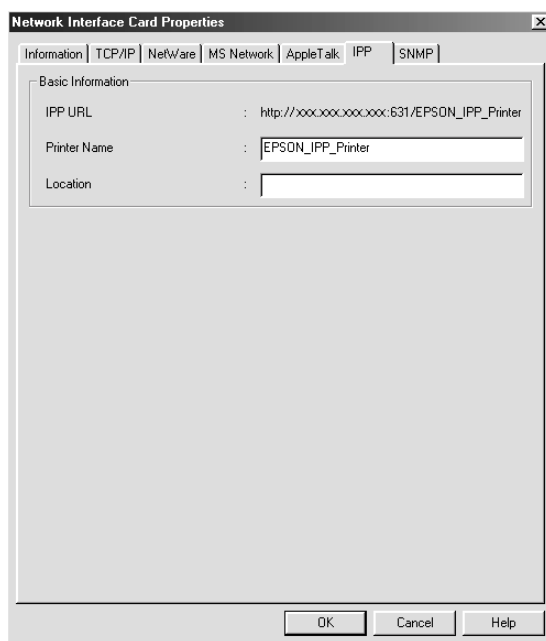 Network Interface Card Properties
Information TCP/IP NetWare MS Network AppleTalk IPP SNMP
Basic Information
IPP URL : http://xxx.xxx.xxx.xxx:631/EPSON_IPP_Printer
Printer Name : EPSON_IPP_Printer
Location :
OK Cancel Help